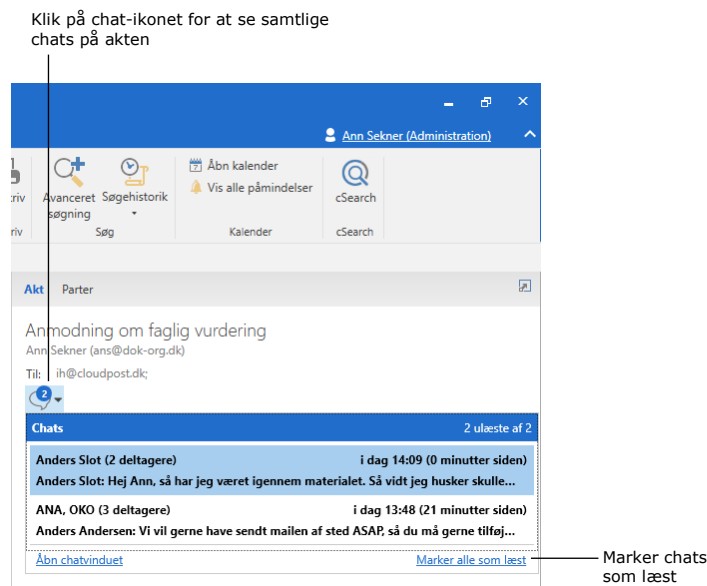 Klik på chat-ikonet for at se samtlige
chats på akten
Ann Sekner (Administration)
riv
Avanceret
søgning
Søgehistorik
Åbn kalender
Vis alle påmindelser
cSearch
riv
Søg
Kalender
cSearch
Akt Parter
Anmodning om faglig vurdering
Ann Sekner (ans@dok-org.dk)
Til: ih@cloudpost.dk;
2
Chats 2 ulæste af 2
Anders Slot (2 deltagere) i dag 14:09 (0 minutter siden)
Anders Slot: Hej Ann, så har jeg været igennem materialet. Så vidt jeg husker skulle...
ANA, OKO (3 deltagere) i dag 13:48 (21 minutter siden)
Anders Andersen: Vi vil gerne have sendt mailen af sted ASAP, så du må gerne tilføj...
Åbn chatvinduet Marker alle som læst
Marker chats
som læst